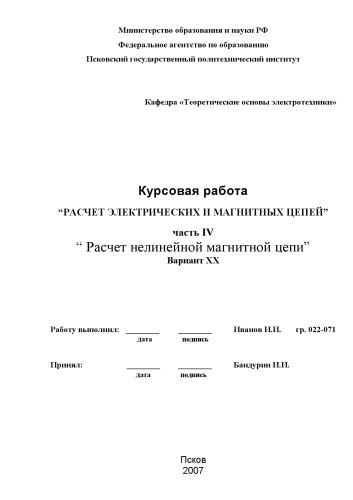 Министерство образования и науки РФ
Федеральное агентство по образованию
Псковский государственный политехнический институт
Кафедра «Теоретические основы электротехники»
Курсовая работа
“РАСЧЕТ ЭЛЕКТРИЧЕСКИХ И МАГНИТНЫХ ЦЕПЕЙ”
часть IV
“ Расчет нелинейной магнитной цепи”
Вариант XX
Работу выполнил: ________ ________ Иванов И.И. гр. 022-071
дата подпись
Принял: ________ ________ Бандурин И.И.
дата подпись
Псков
2007